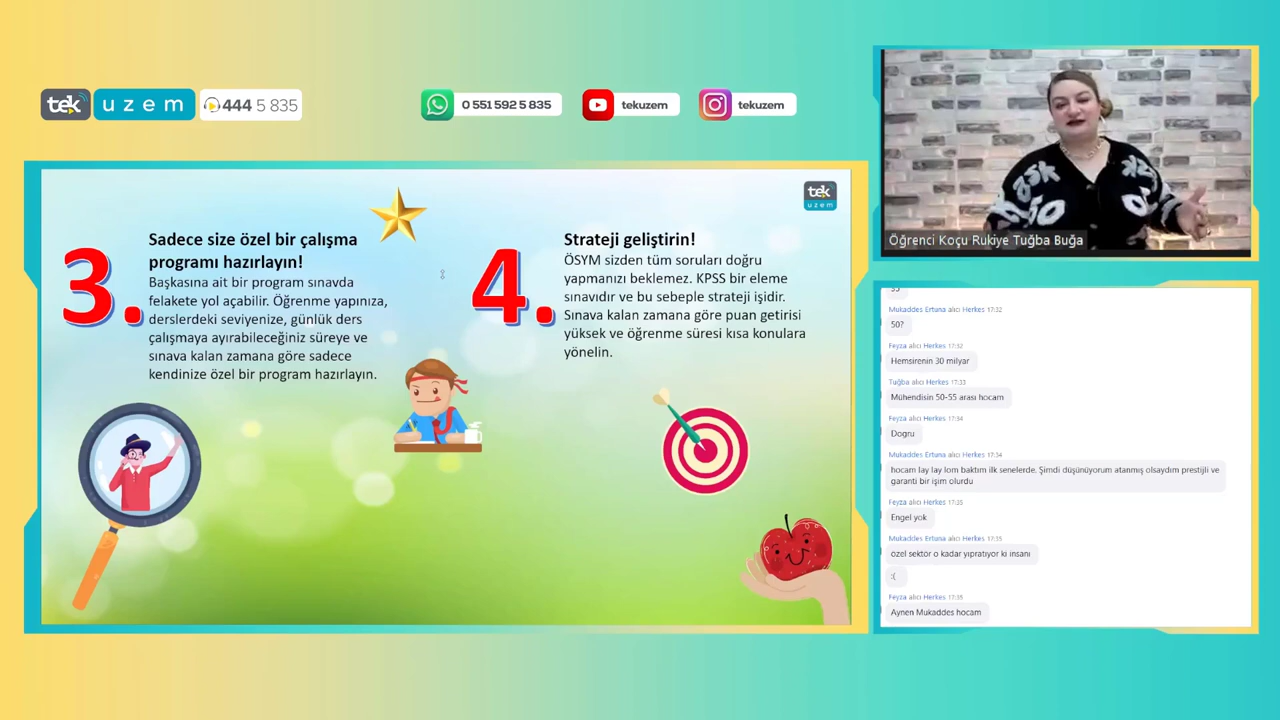 tek
uzem
444 5 835
0 551 592 5 835
tekuzem
tekuzem
tek
uzem
3.
Sadece size özel bir çalışma
programı hazırlayın!
Başkasına ait bir program sınavda
felakete yol açabilir. Öğrenme yapınıza,
derslerdeki seviyenize, günlük ders
çalışmaya ayırabileceğiniz süreye ve
sınava kalan zamana göre sadece
kendinize özel bir program hazırlayın.
4.
Strateji geliştirin!
ÖSYM sizden tüm soruları doğru
yapmanızı beklemez. KPSS bir eleme
sınavıdır ve bu sebeple strateji işidir.
Sınava kalan zamana göre puan getirisi
yüksek ve öğrenme süresi kısa konulara
yönelin.
Öğrenci Koçu Rukiye Tuğba Buğa
Mukaddes Ertuna alıcı Herkes 17:32
50?
Feyza alıcı Herkes 17:32
Hemsirenin 30 milyar
Tuğba alıcı Herkes 17:33
Mühendisin 50-55 arası hocam
Feyza alıcı Herkes 17:34
Dogru
Mukaddes Ertuna alıcı Herkes 17:34
hocam lay lay lom baktım ilk senelerde. Şimdi düşünüyorum atanmış olsaydım prestijli ve
garanti bir işim olurdu
Feyza alıcı Herkes 17:35
Engel yok
Mukaddes Ertuna alıcı Herkes 17:35
özel sektör o kadar yıpratıyor ki insanı
:(
Feyza alıcı Herkes 17:35
Aynen Mukaddes hocam